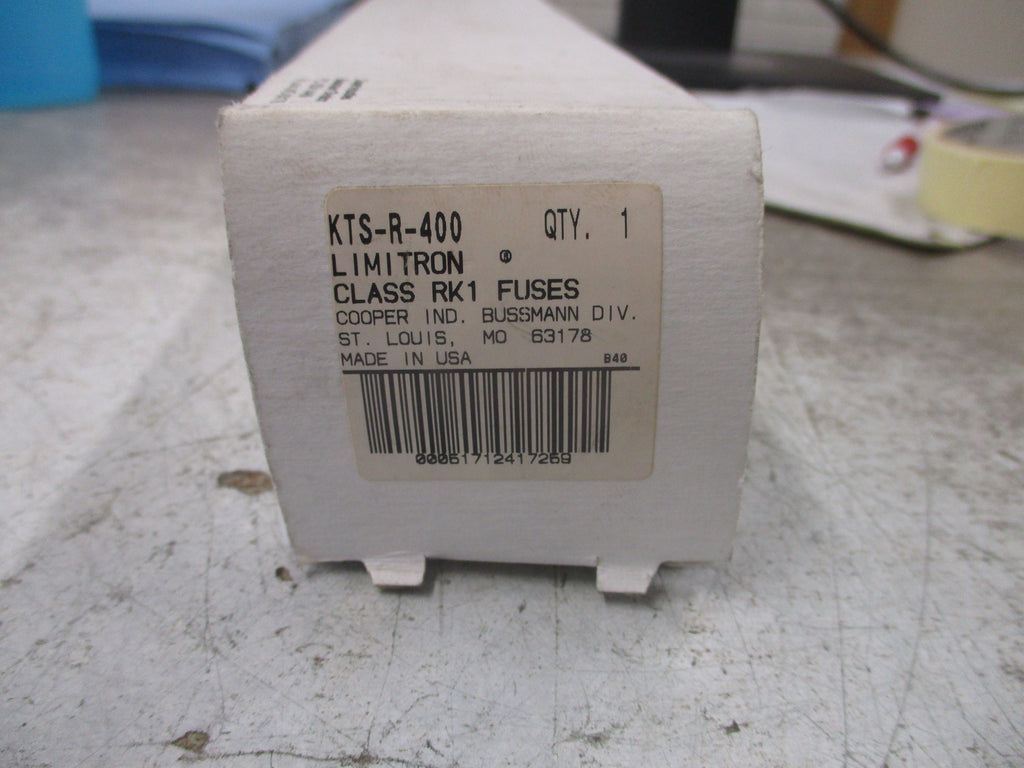 KTS-R-400 QTY. 1
LIMITRON ®
CLASS RK1 FUSES
COOPER IND. BUSSMANN DIV.
ST. LOUIS, MO 63178
MADE IN USA B40
00051712417269